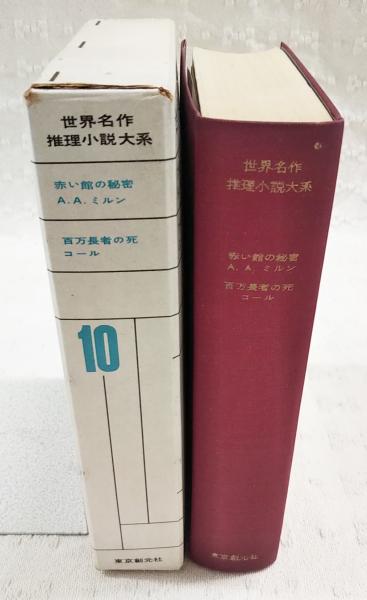 世界名作
推理小説大系
赤い館の秘密
A.A.ミルン
百万長者の死
コール
10
東京創元社
世界名作
推理小説大系
赤い館の秘密
A.A.ミルン
百万長者の死
コール
東京創元社